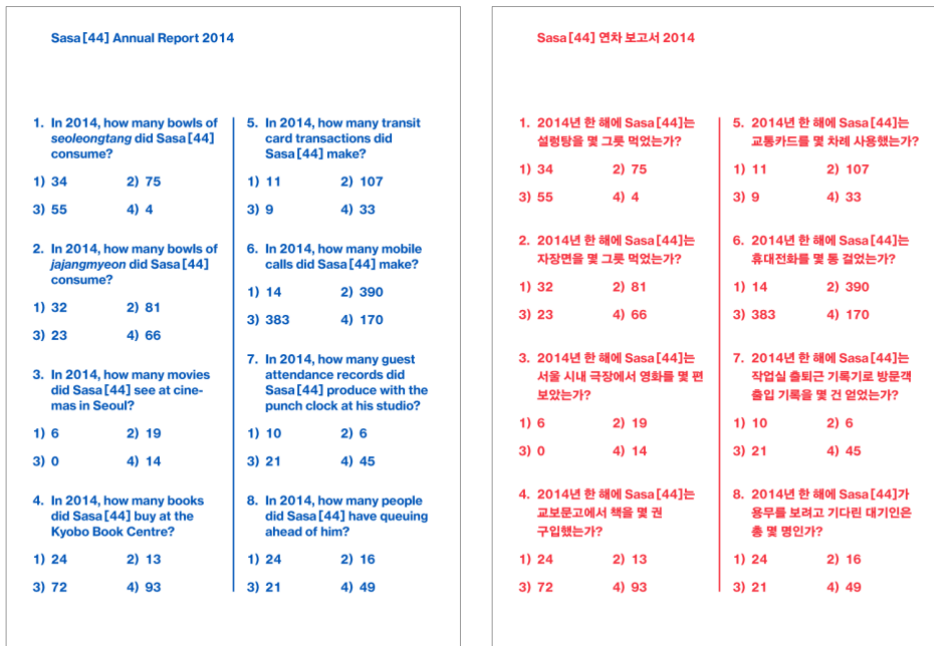 Sasa [44] Annual Report 2014
1. In 2014, how many bowls of
seoleongtang did Sasa [44]
consume?
1) 34 2) 75
3) 55 4) 4
2. In 2014, how many bowls of
jajangmyeon did Sasa [44]
consume?
1) 32 2) 81
3) 23 4) 66
3. In 2014, how many movies
did Sasa [44] see at cine-
mas in Seoul?
1) 6 2) 19
3) 0 4) 14
4. In 2014, how many books
did Sasa [44] buy at the
Kyobo Book Centre?
1) 24 2) 13
3) 72 4) 93
5. In 2014, how many transit
card transactions did
Sasa [44] make?
1) 11 2) 107
3) 9 4) 33
6. In 2014, how many mobile
calls did Sasa [44] make?
1) 14 2) 390
3) 383 4) 170
7. In 2014, how many guest
attendance records did
Sasa [44] produce with the
punch clock at his studio?
1) 10 2) 6
3) 21 4) 45
8. In 2014, how many people
did Sasa [44] have queuing
ahead of him?
1) 24 2) 16
3) 21 4) 49
Sasa [44] 연차 보고서 2014
1. 2014년 한 해에 Sasa [44]는
설렁탕을 몇 그릇 먹었는가?
1) 34 2) 75
3) 55 4) 4
2. 2014년 한 해에 Sasa [44]는
자장면을 몇 그릇 먹었는가?
1) 32 2) 81
3) 23 4) 66
3. 2014년 한 해에 Sasa [44]는
서울 시내 극장에서 영화를 몇 편
보았는가?
1) 6 2) 19
3) 0 4) 14
4. 2014년 한 해에 Sasa [44]는
교보문고에서 책을 몇 권
구입했는가?
1) 24 2) 13
3) 72 4) 93
5. 2014년 한 해에 Sasa [44]는
교통카드를 몇 차례 사용했는가?
1) 11 2) 107
3) 9 4) 33
6. 2014년 한 해에 Sasa [44]는
휴대전화를 몇 통 걸었는가?
1) 14 2) 390
3) 383 4) 170
7. 2014년 한 해에 Sasa [44]는
작업실 출퇴근 기록기로 방문객
출입 기록을 몇 건 얻었는가?
1) 10 2) 6
3) 21 4) 45
8. 2014년 한 해에 Sasa [44]가
용무를 보려고 기다린 대기인은
총 몇 명인가?
1) 24 2) 16
3) 21 4) 49